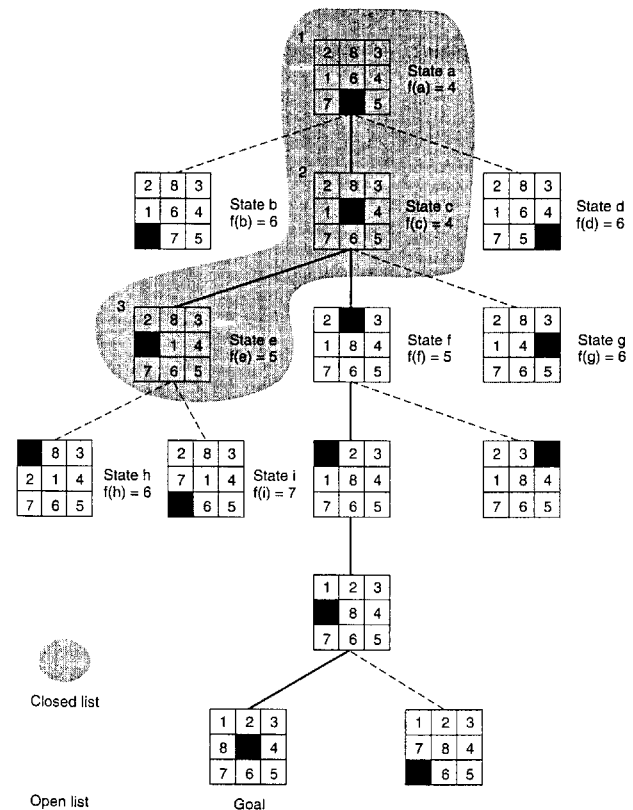 1
2 8 3
1 6 4
7 5
State a
f(a) = 4
2 8 3
1 6 4
7 5
State b
f(b) = 6
2
2 8 3
1 4
7 6 5
State c
f(c) = 4
2 8 3
1 6 4
7 5
State d
f(d) = 6
3
2 8 3
1 4
7 6 5
State e
f(e) = 5
2 3
1 8 4
7 6 5
State f
f(f) = 5
2 8 3
1 4
7 6 5
State g
f(g) = 6
8 3
2 1 4
7 6 5
State h
f(h) = 6
2 8 3
7 1 4
6 5
State i
f(i) = 7
2 3
1 8 4
7 6 5
2 3
1 8 4
7 6 5
1 2 3
8 4
7 6 5
Closed list
1 2 3
8 4
7 6 5
Goal
1 2 3
7 8 4
6 5
Open list